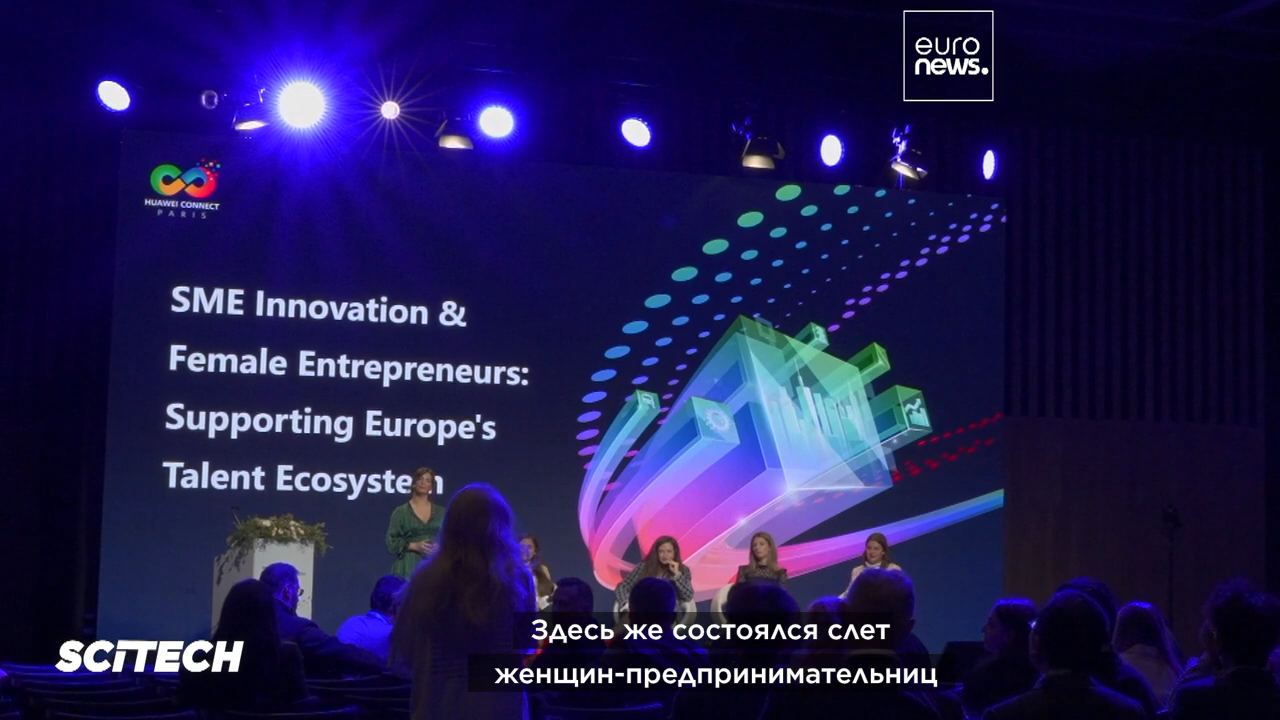 euro
news.
HUAWEI CONNECT
PARIS
SME Innovation &
Female Entrepreneurs:
Supporting Europe's
Talent Ecosystem
SCITECH
Здесь же состоялся слет
женщин-предпринимательниц